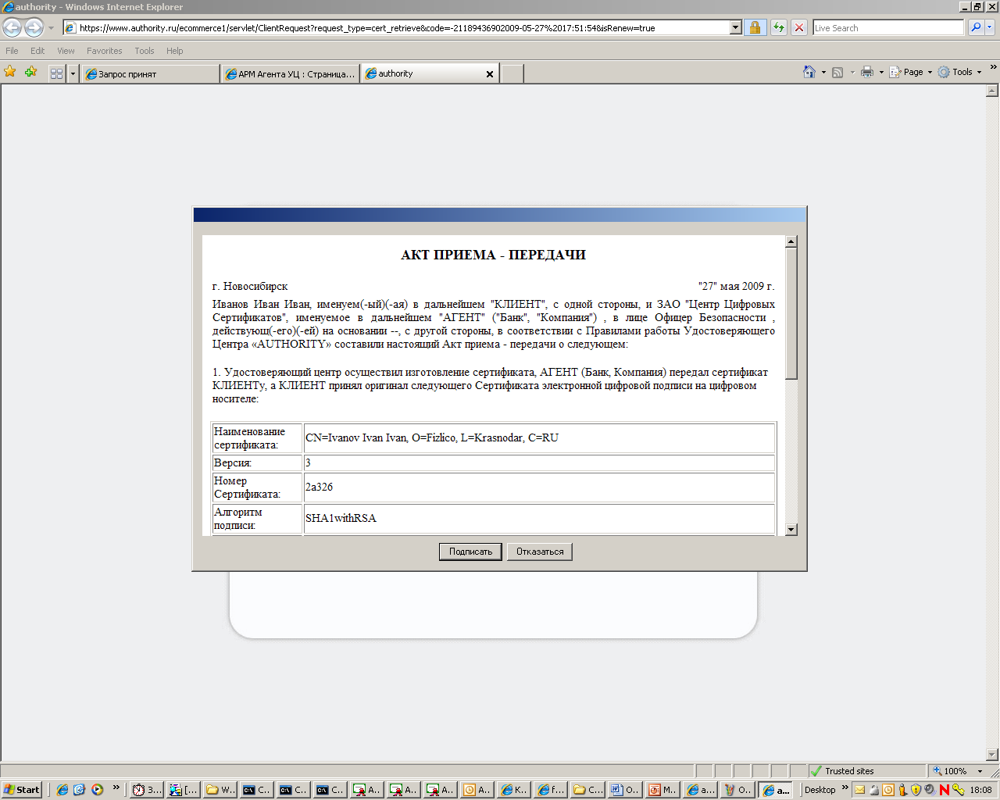 authority - Windows Internet Explorer
https://www.authority.ru/ecommerce1/servlet/ClientRequest?request_type=cert_retrieve&code=-21189436902009-05-27%2017:51:54&isRenew=true
Live Search
File Edit View Favorites Tools Help
Запрос принят
АРМ Агента УЦ : Страница...
authority
Page
Tools
АКТ ПРИЕМА - ПЕРЕДАЧИ
г. Новосибирск "27" мая 2009 г.
Иванов Иван Иван, именуем(-ый)(-ая) в дальнейшем "КЛИЕНТ", с одной стороны, и ЗАО "Центр Цифровых
Сертификатов", именуемое в дальнейшем "АГЕНТ" ("Банк", "Компания") , в лице Офицер Безопасности ,
действующ(-его)(-ей) на основании --, с другой стороны, в соответствии с Правилами работы Удостоверяющего
Центра «AUTHORITY» составили настоящий Акт приема - передачи о следующем:
1. Удостоверяющий центр осуществил изготовление сертификата, АГЕНТ (Банк, Компания) передал сертификат
КЛИЕНТу, а КЛИЕНТ принял оригинал следующего Сертификата электронной цифровой подписи на цифровом
носителе:
Наименование
сертификата:
CN=Ivanov Ivan Ivan, O=Fizlico, L=Krasnodar, C=RU
Версия:
3
Номер
Сертификата:
2a326
Алгоритм
подписи:
SHA1withRSA
Подписать
Отказаться
Trusted sites
100%
Start
З...
[...
W...
C...
C...
C...
A...
A...
A...
К...
f...
C...
O...
M...
a...
O...
a...
Desktop
18:08